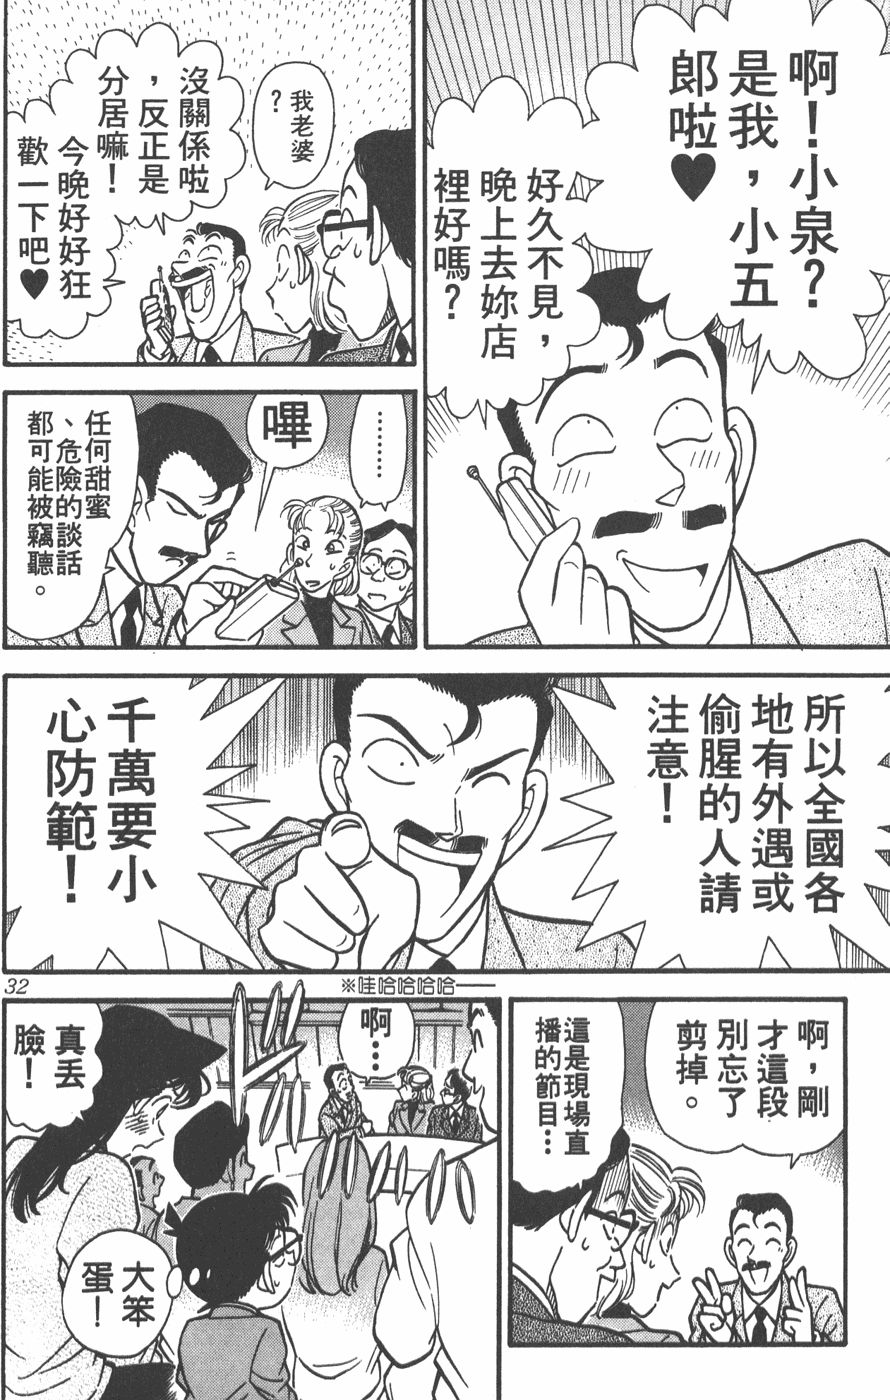 啊！小泉？
是我，小五
郎啦♥
好久不見，
晚上去妳店
裡好嗎？
我老婆
？
沒關係啦
，反正是
分居嘛！
今晚好好狂
歡一下吧♥
………
嗶
任何甜蜜
、危險的談話
都可能被竊聽。
所以全國各
地有外遇或
偷腥的人請
注意！
千萬要小
心防範！
32
※哇哈哈哈哈——
啊，剛
才這段
別忘了
剪掉。
這是現場直
播的節目…
啊…
真丟
臉！
大笨
蛋！